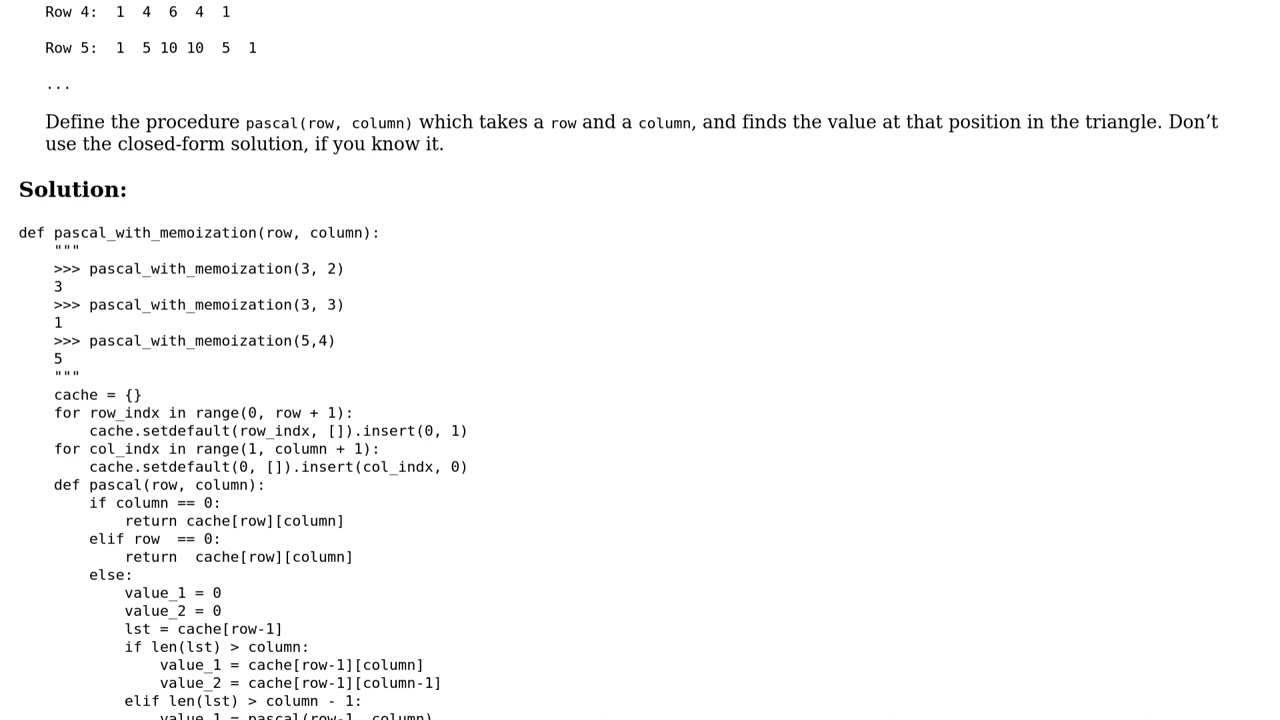 Row 4:  1  4  6  4  1
Row 5:  1  5 10 10  5  1
...
Define the procedure pascal(row, column) which takes a row and a column, and finds the value at that position in the triangle. Don’t
use the closed-form solution, if you know it.
Solution:
def pascal_with_memoization(row, column):
    """
    >>> pascal_with_memoization(3, 2)
    3
    >>> pascal_with_memoization(3, 3)
    1
    >>> pascal_with_memoization(5,4)
    5
    """
    cache = {}
    for row_indx in range(0, row + 1):
        cache.setdefault(row_indx, []).insert(0, 1)
    for col_indx in range(1, column + 1):
        cache.setdefault(0, []).insert(col_indx, 0)
    def pascal(row, column):
        if column == 0:
            return cache[row][column]
        elif row  == 0:
            return  cache[row][column]
        else:
            value_1 = 0
            value_2 = 0
            lst = cache[row-1]
            if len(lst) > column:
                value_1 = cache[row-1][column]
                value_2 = cache[row-1][column-1]
            elif len(lst) > column - 1:
                value_1 = pascal(row-1, column)